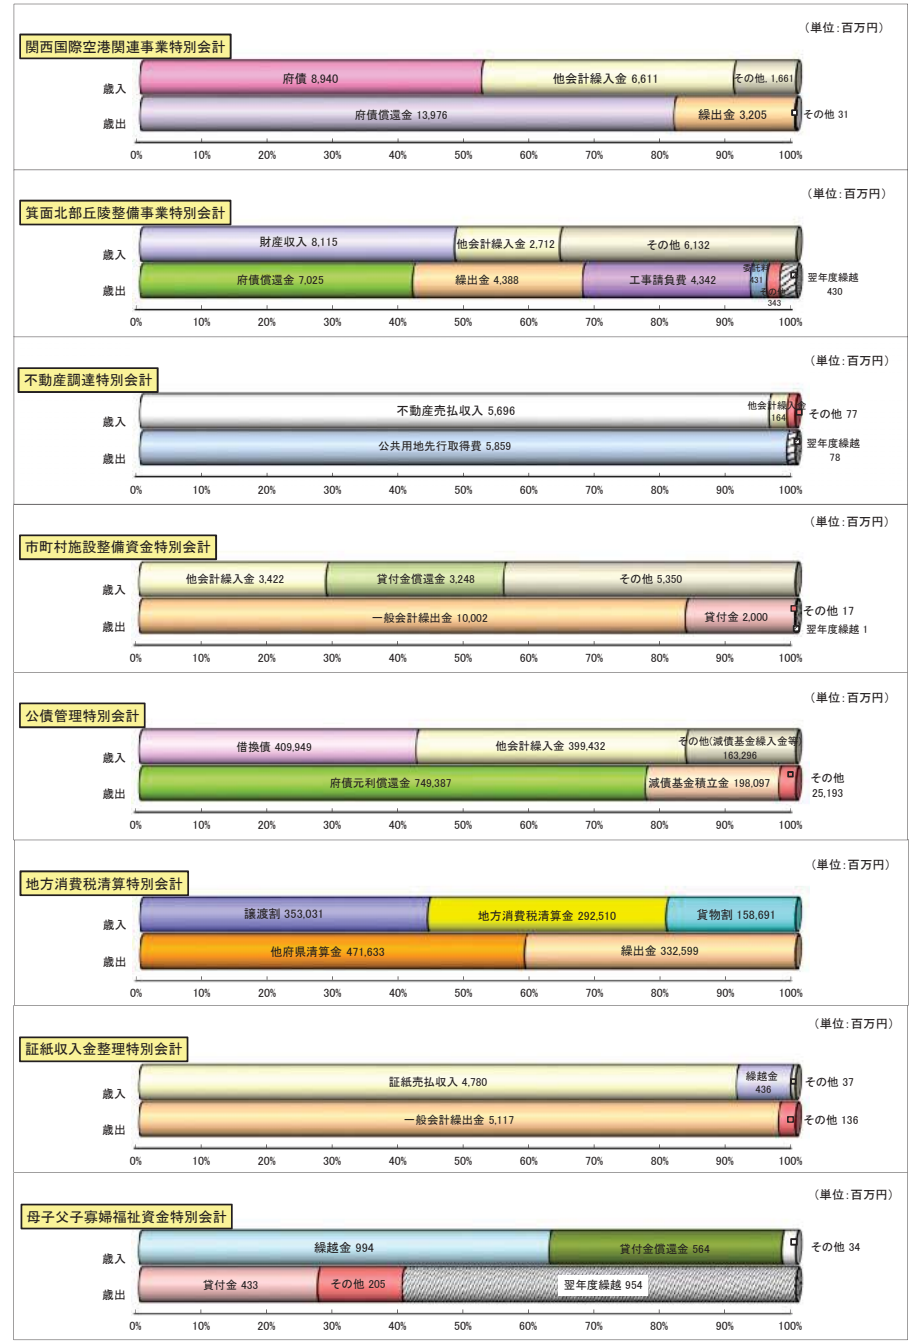 (単位:百万円)
関西国際空港関連事業特別会計
歳入
府債 8,940
他会計繰入金 6,611
その他, 1,661
歳出
府債償還金 13,976
繰出金 3,205
その他 31
0% 10% 20% 30% 40% 50% 60% 70% 80% 90% 100%
(単位:百万円)
箕面北部丘陵整備事業特別会計
歳入
財産収入 8,115
他会計繰入金 2,712
その他 6,132
歳出
府債償還金 7,025
繰出金 4,388
工事請負費 4,342
委託料
431
その他
343
翌年度繰越
430
0% 10% 20% 30% 40% 50% 60% 70% 80% 90% 100%
(単位:百万円)
不動産調達特別会計
歳入
不動産売払収入 5,696
他会計繰入金
164
その他 77
歳出
公共用地先行取得費 5,859
翌年度繰越
78
0% 10% 20% 30% 40% 50% 60% 70% 80% 90% 100%
(単位:百万円)
市町村施設整備資金特別会計
歳入
他会計繰入金 3,422
貸付金償還金 3,248
その他 5,350
歳出
一般会計繰出金 10,002
貸付金 2,000
その他 17
翌年度繰越 1
0% 10% 20% 30% 40% 50% 60% 70% 80% 90% 100%
(単位:百万円)
公債管理特別会計
歳入
借換債 409,949
他会計繰入金 399,432
その他(減債基金繰入金等)
163,296
歳出
府債元利償還金 749,387
減債基金積立金 198,097
その他
25,193
0% 10% 20% 30% 40% 50% 60% 70% 80% 90% 100%
(単位:百万円)
地方消費税清算特別会計
歳入
譲渡割 353,031
地方消費税清算金 292,510
貨物割 158,691
歳出
他府県清算金 471,633
繰出金 332,599
0% 10% 20% 30% 40% 50% 60% 70% 80% 90% 100%
(単位:百万円)
証紙収入金整理特別会計
歳入
証紙売払収入 4,780
繰越金
436
その他 37
歳出
一般会計繰出金 5,117
その他 136
0% 10% 20% 30% 40% 50% 60% 70% 80% 90% 100%
(単位:百万円)
母子父子寡婦福祉資金特別会計
歳入
繰越金 994
貸付金償還金 564
その他 34
歳出
貸付金 433
その他 205
翌年度繰越 954
0% 10% 20% 30% 40% 50% 60% 70% 80% 90% 100%